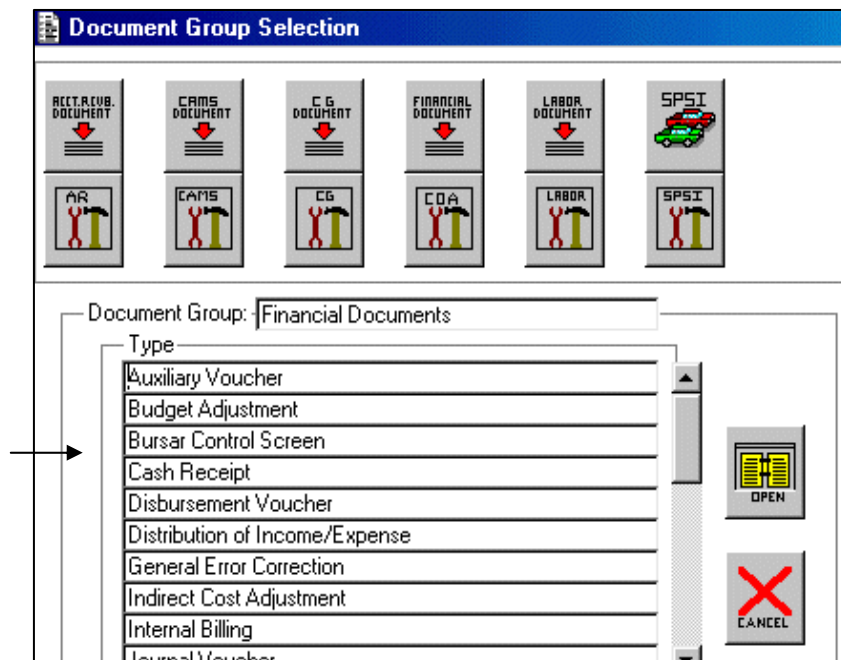 Document Group Selection
ACCT.RCVB. DOCUMENT
CAMS DOCUMENT
C G DOCUMENT
FINANCIAL DOCUMENT
LABOR DOCUMENT
SPSI
AR
CAMS
CG
COA
LABOR
SPSI
Document Group: Financial Documents
Type
Auxiliary Voucher
Budget Adjustment
Bursar Control Screen
Cash Receipt
Disbursement Voucher
Distribution of Income/Expense
General Error Correction
Indirect Cost Adjustment
Internal Billing
Journal Voucher
OPEN
CANCEL